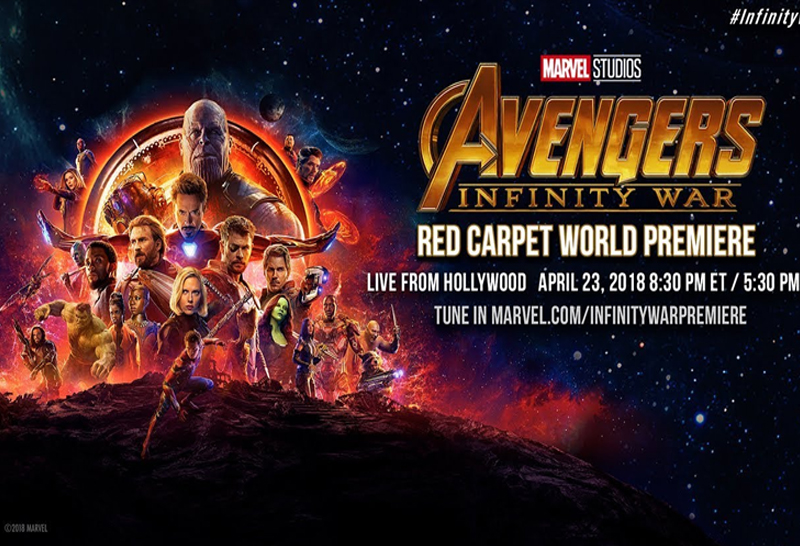 #Infinity
MARVEL STUDIOS
AVENGERS
INFINITY WAR
RED CARPET WORLD PREMIERE
LIVE FROM HOLLYWOOD APRIL 23, 2018 8:30 PM ET / 5:30 PM
TUNE IN MARVEL.COM/INFINITYWARPREMIERE
©2018 MARVEL